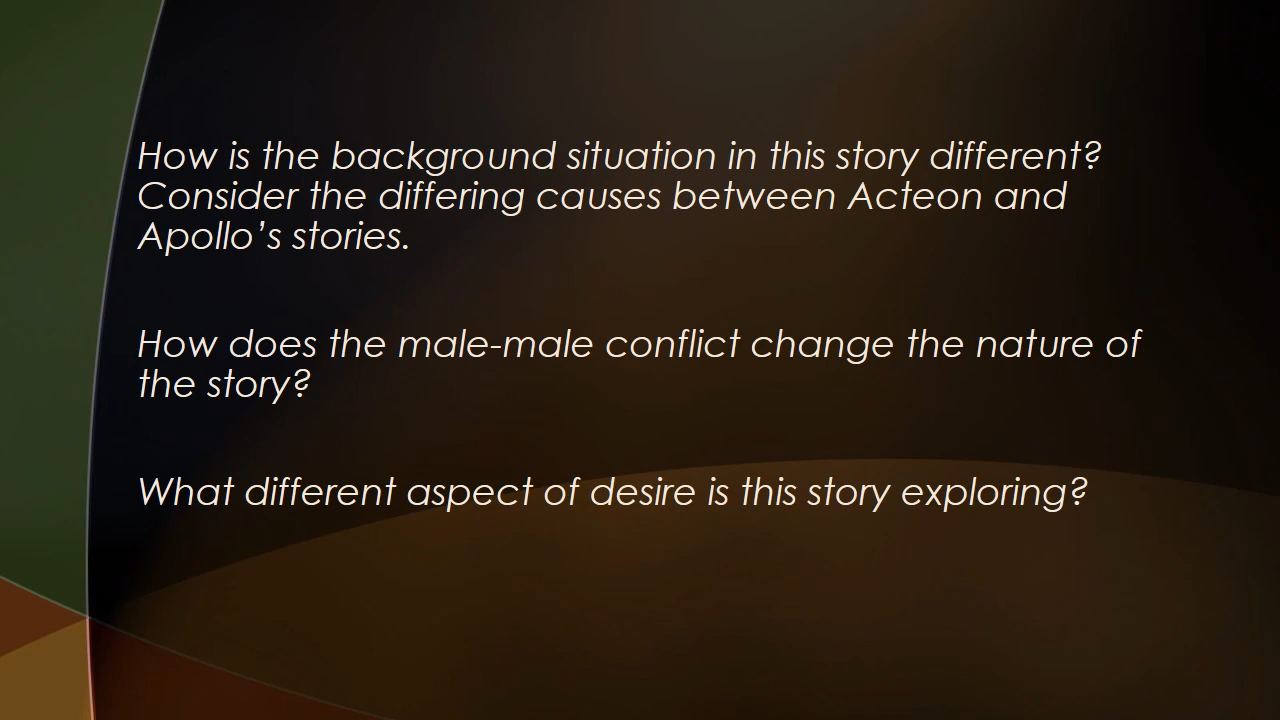 How is the background situation in this story different?
Consider the differing causes between Acteon and
Apollo’s stories.
How does the male-male conflict change the nature of
the story?
What different aspect of desire is this story exploring?